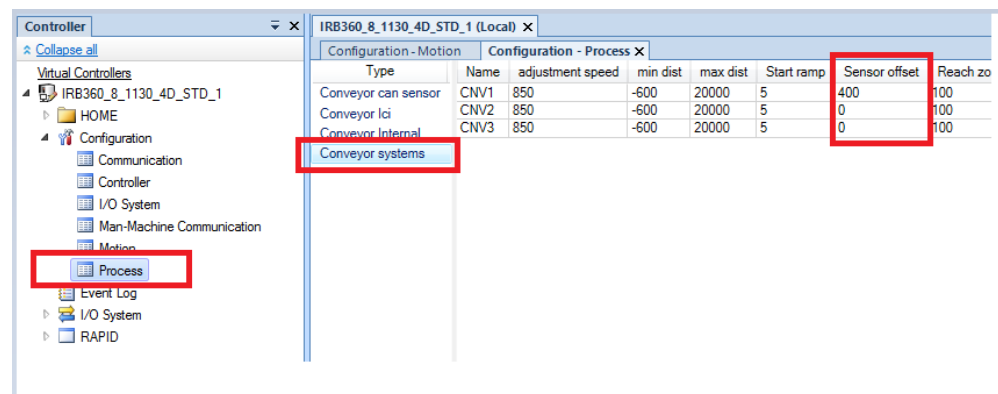 Controller
Collapse all
Virtual Controllers
IRB360_8_1130_4D_STD_1
HOME
Configuration
Communication
Controller
I/O System
Man-Machine Communication
Motion
Process
Event Log
I/O System
RAPID
IRB360_8_1130_4D_STD_1 (Local) X
Configuration - Motion Configuration - Process X
Type Name adjustment speed min dist max dist Start ramp Sensor offset Reach zo
Conveyor can sensor CNV1 850 -600 20000 5 400 100
Conveyor Ici CNV2 850 -600 20000 5 0 100
Conveyor Internal CNV3 850 -600 20000 5 0 100
Conveyor systems